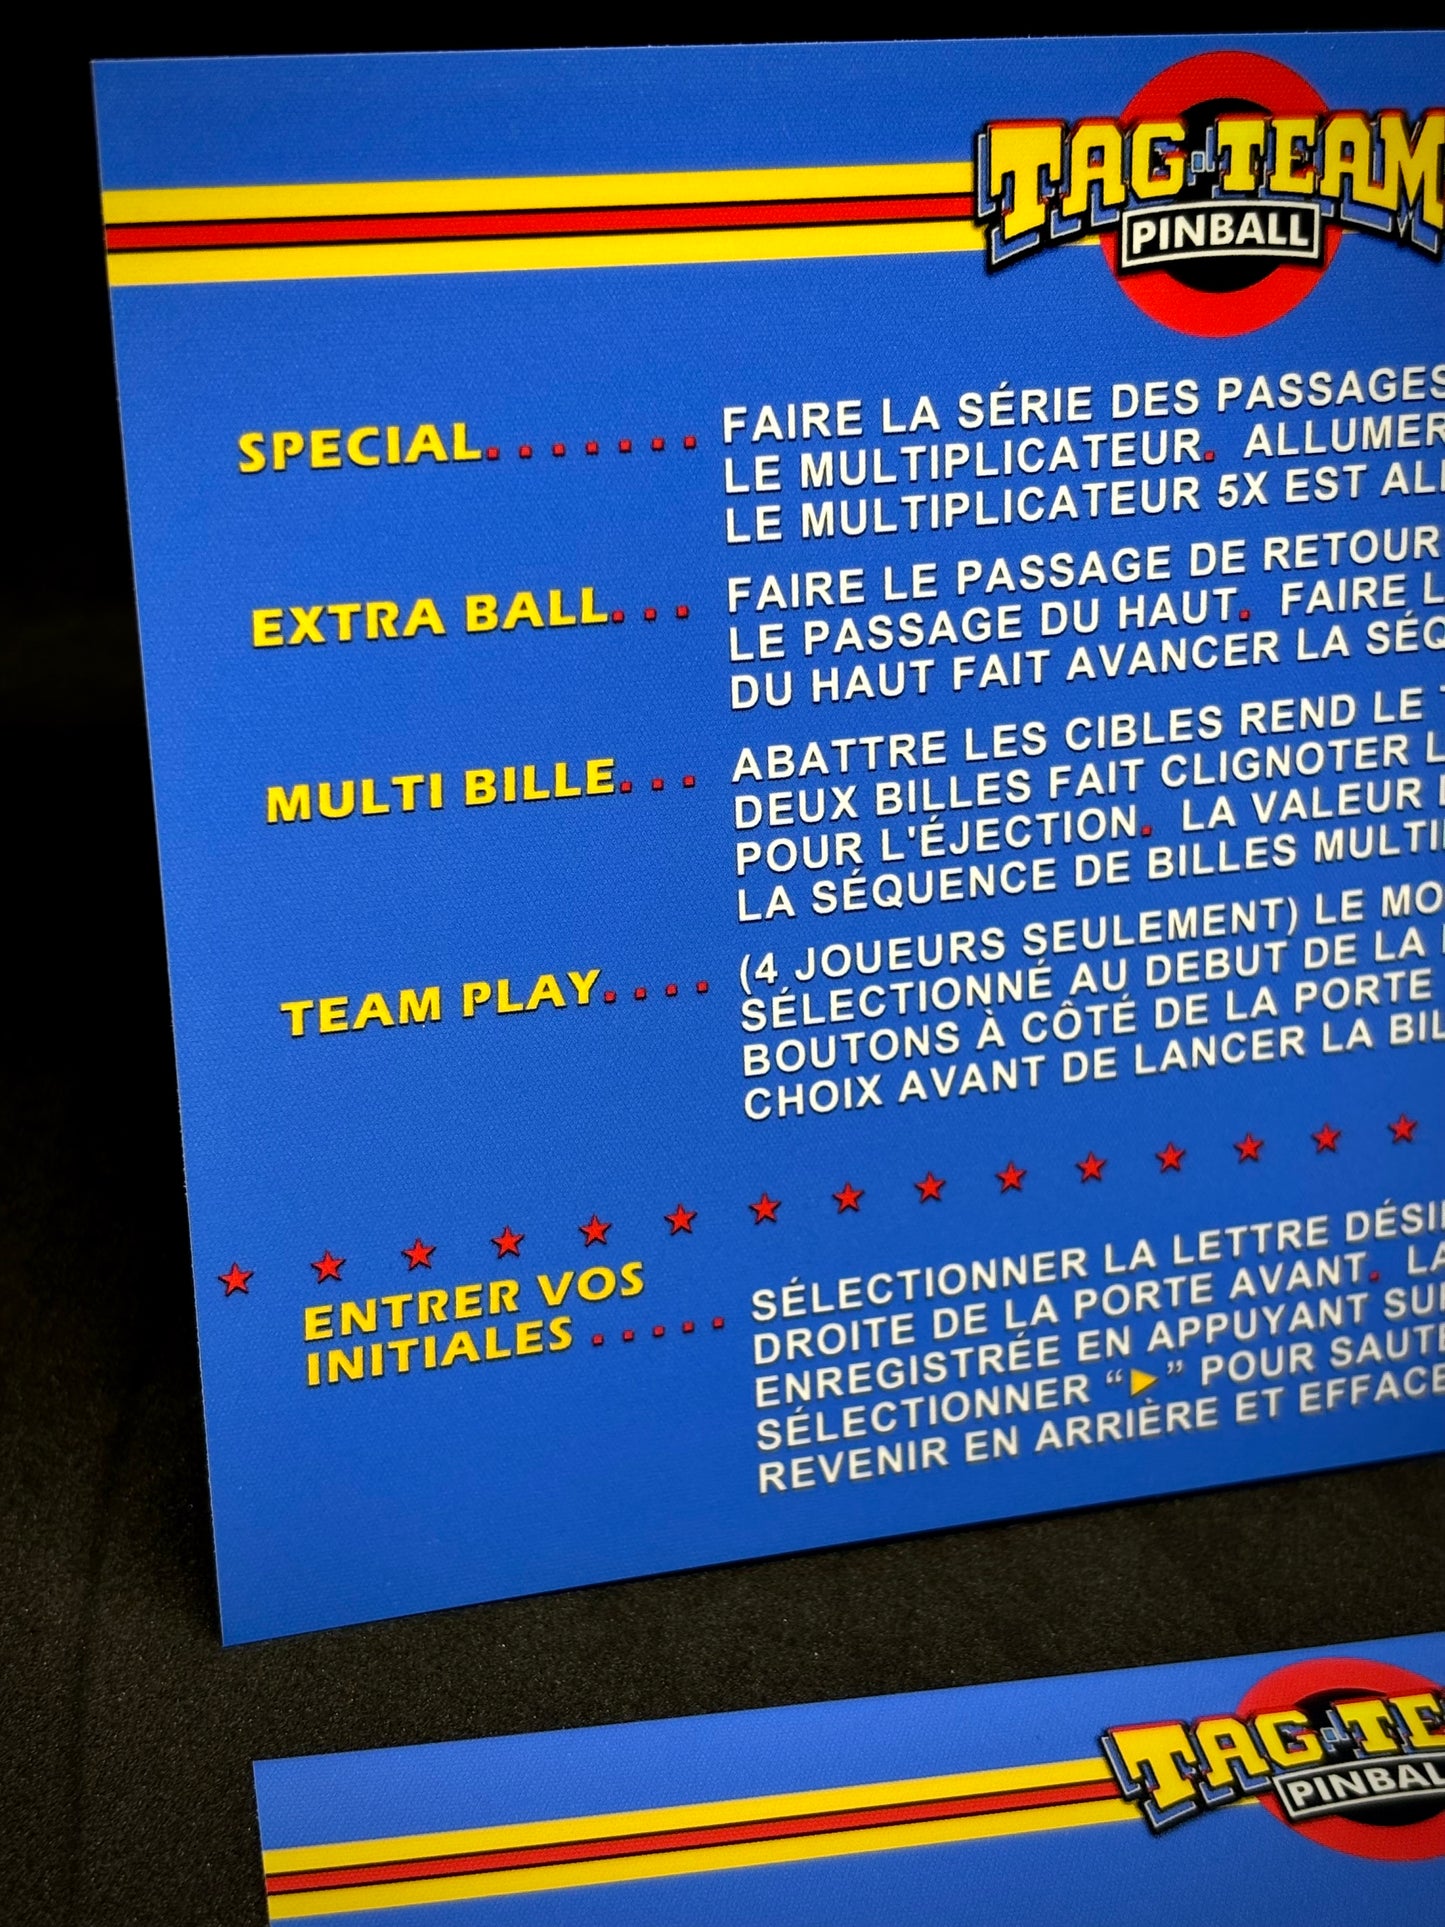 TAG-TEAM
PINBALL
SPECIAL. . . . . . . FAIRE LA SÉRIE DES PASSAGES
LE MULTIPLICATEUR. ALLUMER
LE MULTIPLICATEUR 5X EST
EXTRA BALL. . . FAIRE LE PASSAGE DE RETOUR
LE PASSAGE DU HAUT. FAIRE
DU HAUT FAIT AVANCER LA
MULTI BILLE. . . ABATTRE LES CIBLES REND LE
DEUX BILLES FAIT CLIGNOTER
POUR L'ÉJECTION. LA VALEUR
LA SÉQUENCE DE BILLES
TEAM PLAY. . . . (4 JOUEURS SEULEMENT) LE
SÉLECTIONNÉ AU DEBUT DE LA
BOUTONS À CÔTÉ DE LA PORTE
CHOIX AVANT DE LANCER LA
ENTRER VOS
INITIALES . . . . . SÉLECTIONNER LA LETTRE
DROITE DE LA PORTE AVANT. LA
ENREGISTRÉE EN APPUYANT
SÉLECTIONNER “►” POUR
REVENIR EN ARRIÈRE ET
TAG-TE
PINBAL